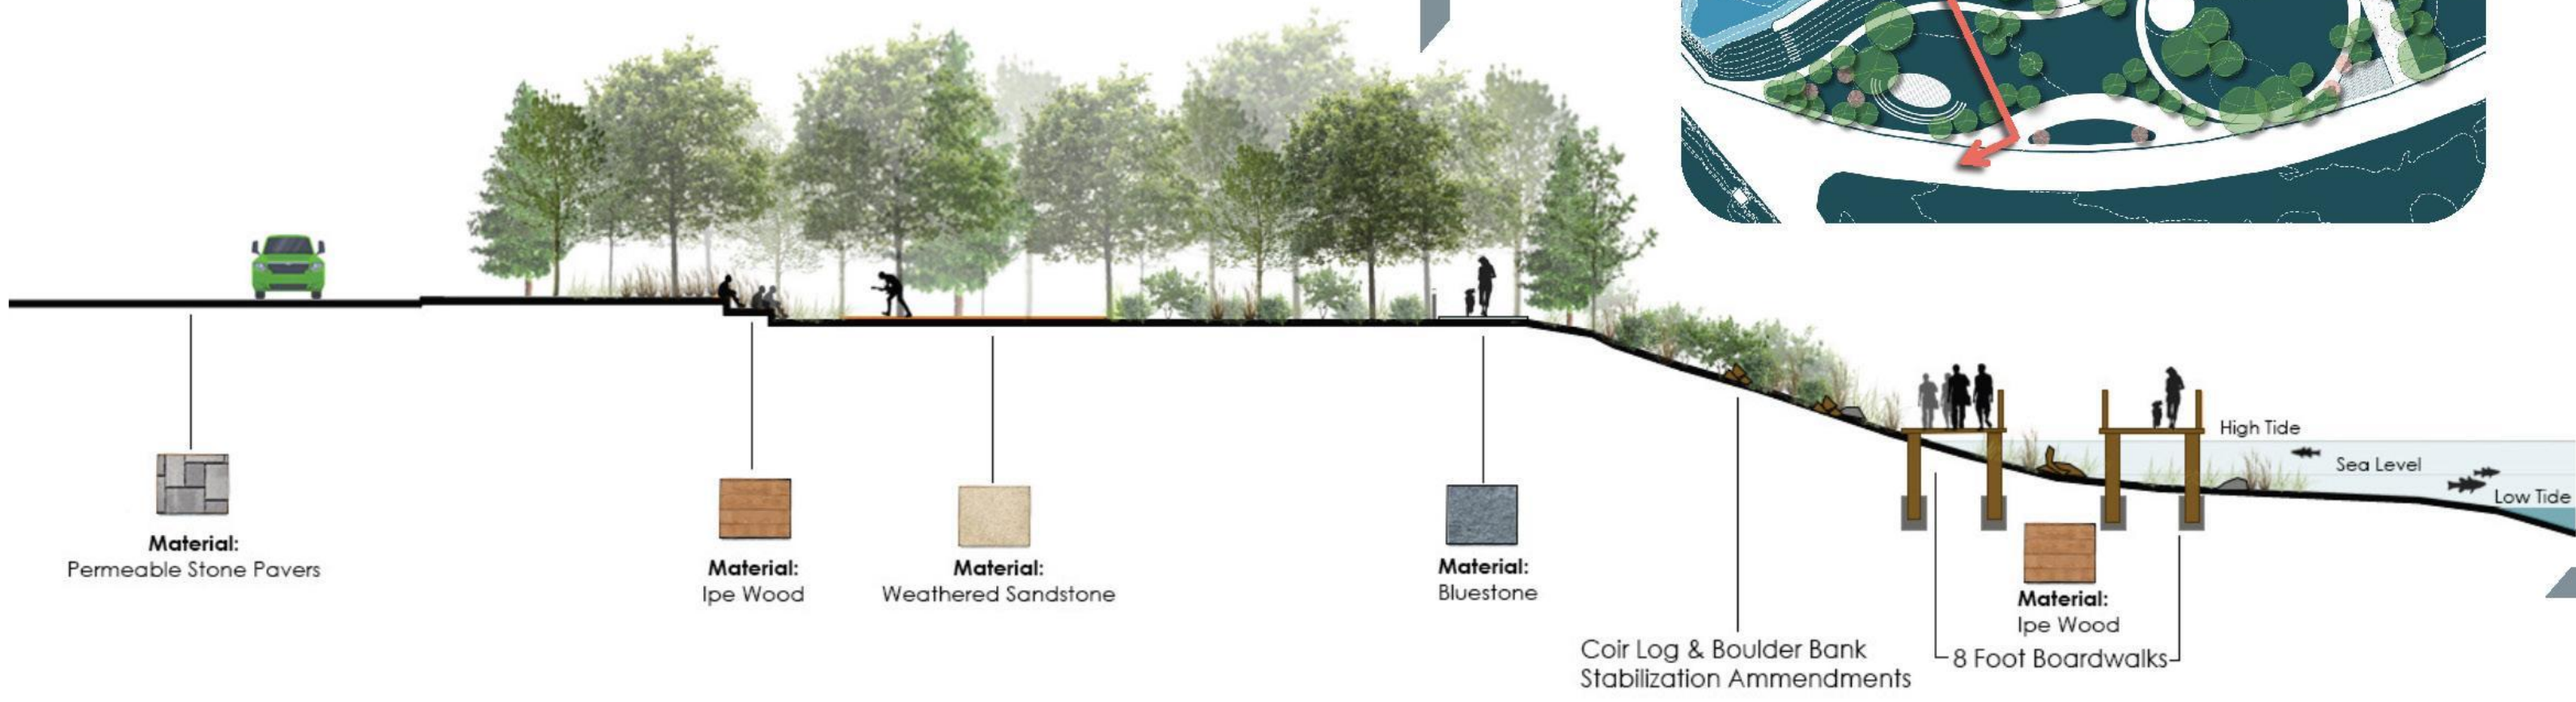 Material:
Permeable Stone Pavers
Material:
Ipe Wood
Material:
Weathered Sandstone
Material:
Bluestone
Coir Log & Boulder Bank
Stabilization Ammendments
8 Foot Boardwalks
Material:
Ipe Wood
High Tide
Sea Level
Low Tide